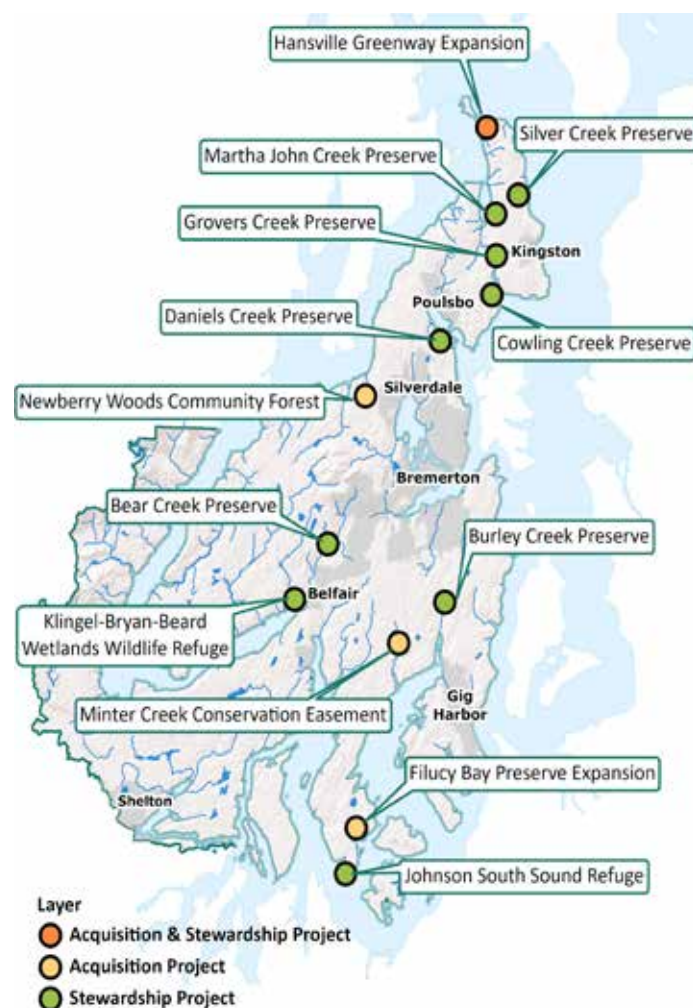 Hansville Greenway Expansion
Silver Creek Preserve
Martha John Creek Preserve
Grovers Creek Preserve
Kingston
Poulsbo
Daniels Creek Preserve
Cowling Creek Preserve
Silverdale
Newberry Woods Community Forest
Bremerton
Bear Creek Preserve
Burley Creek Preserve
Belfair
Klingel-Bryan-Beard
Wetlands Wildlife Refuge
Minter Creek Conservation Easement
Gig
Harbor
Filucy Bay Preserve Expansion
Shelton
Johnson South Sound Refuge
Layer
Acquisition & Stewardship Project
Acquisition Project
Stewardship Project